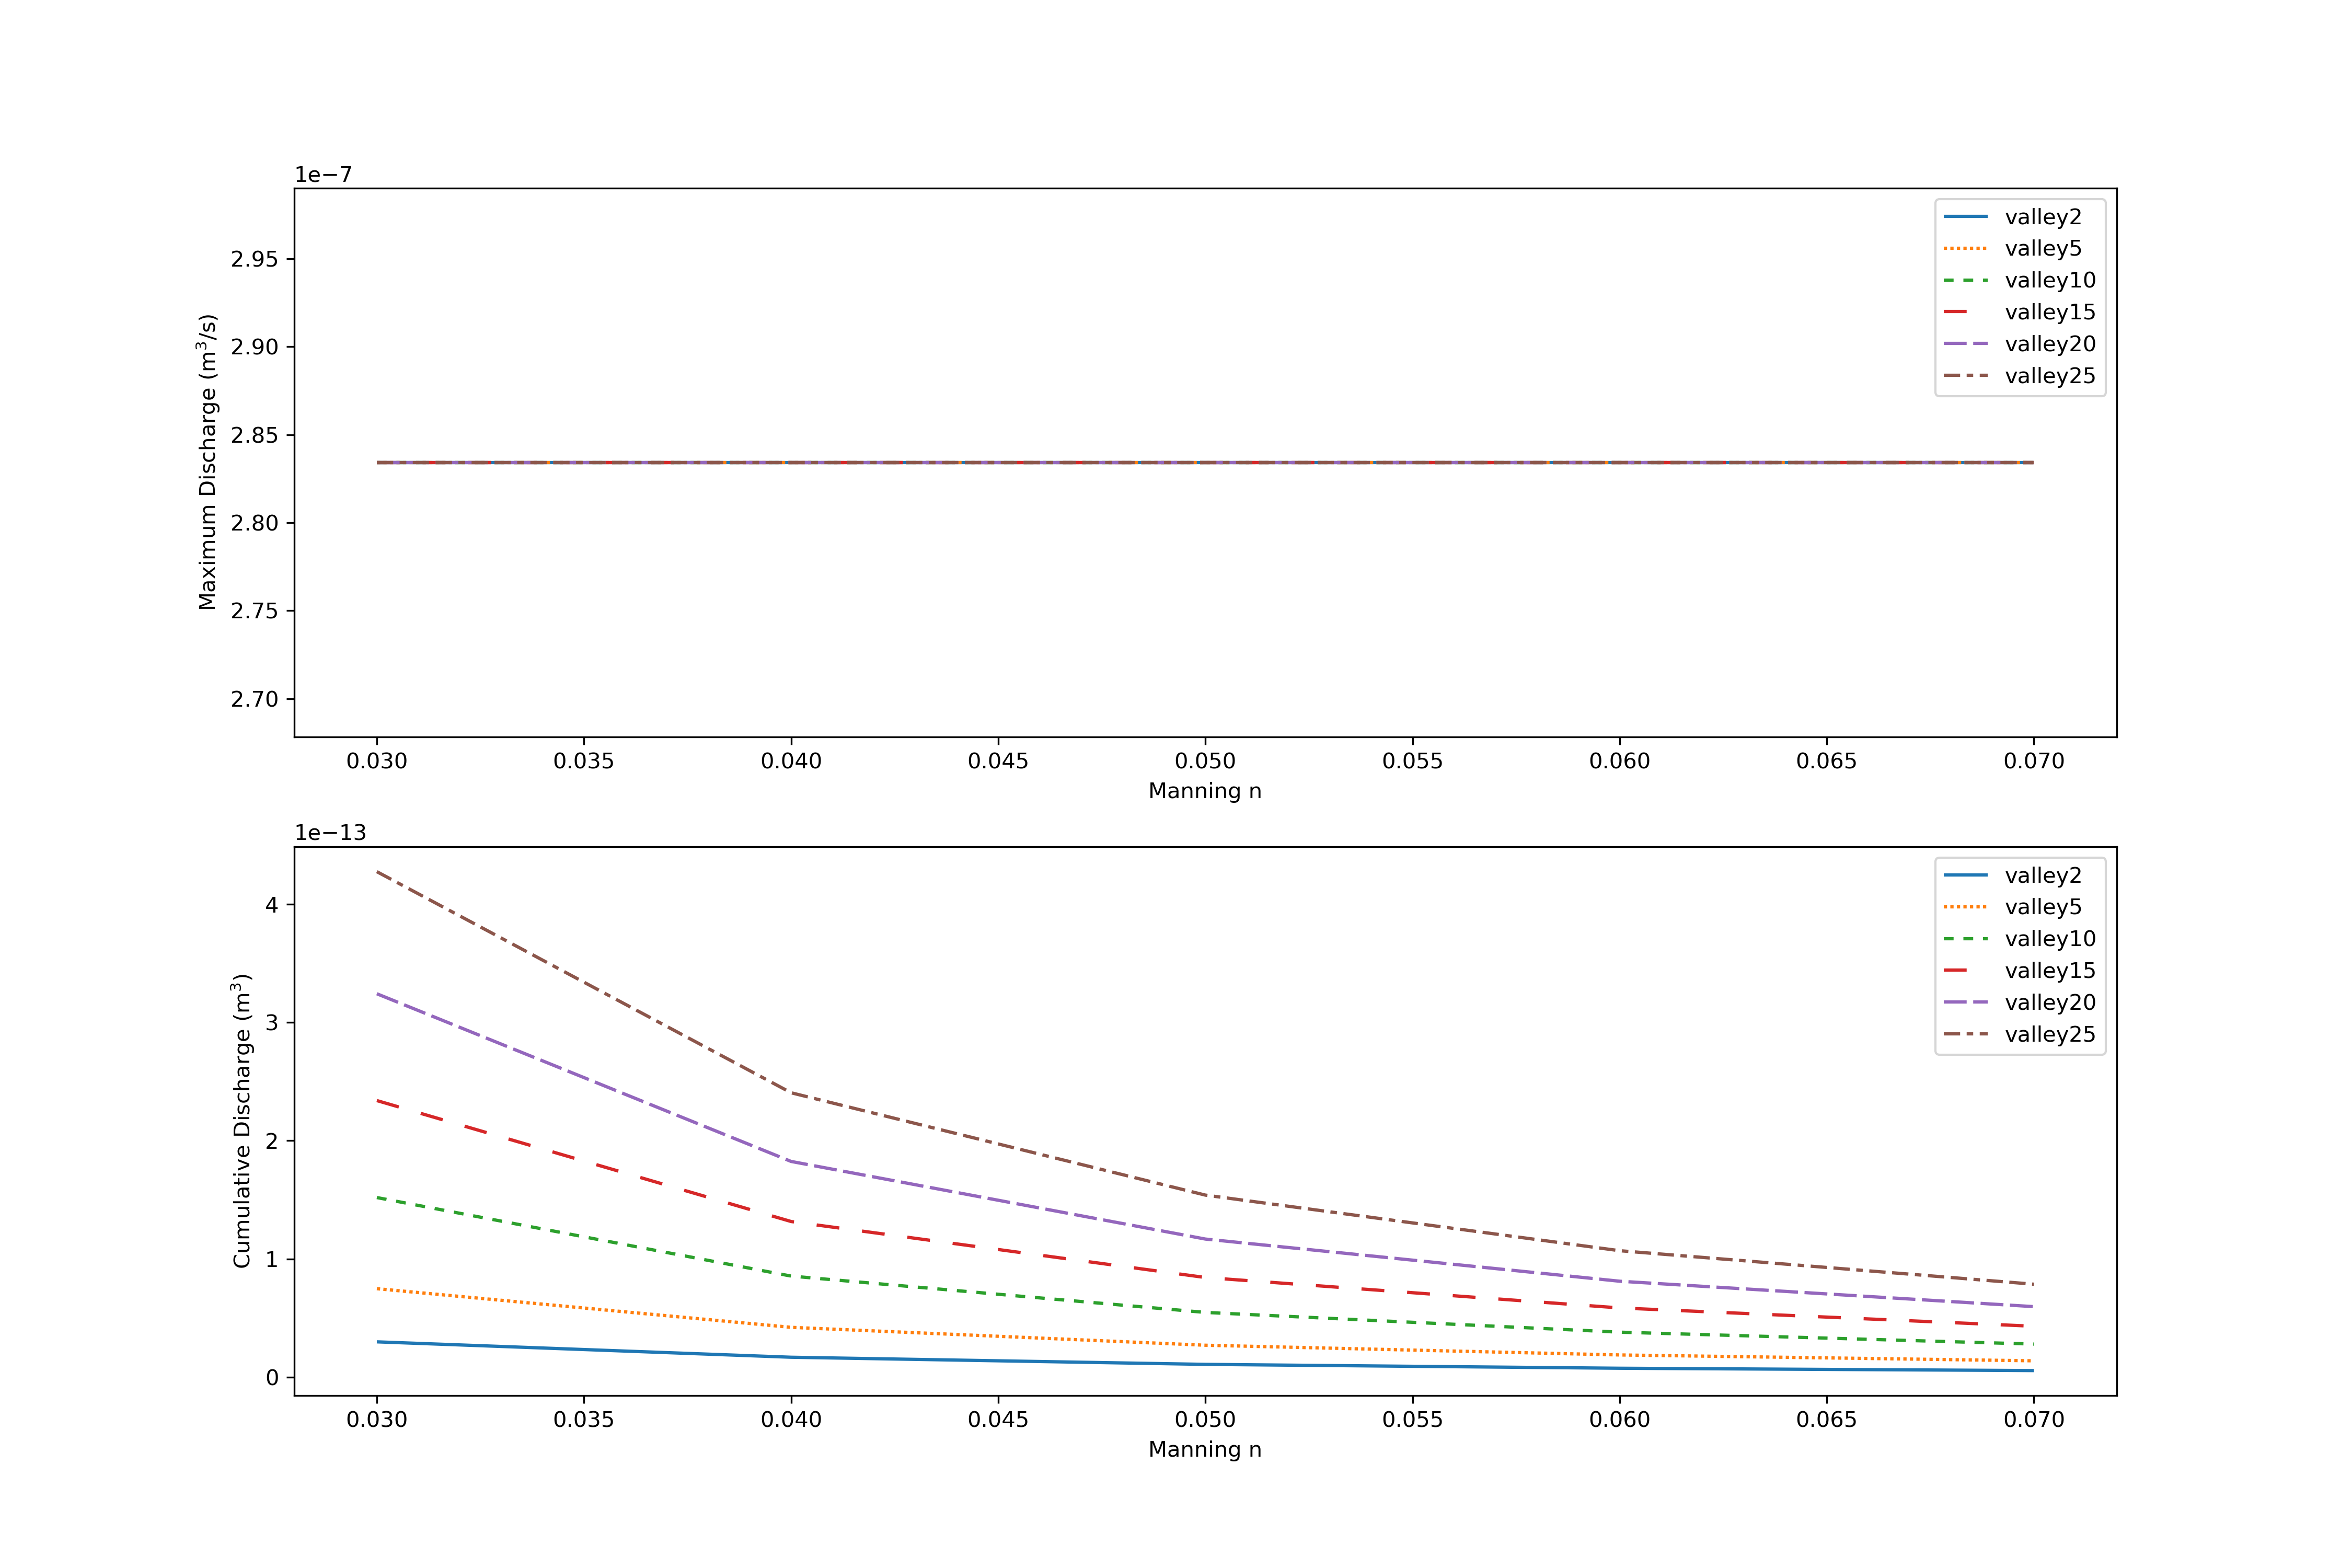 1e−7
2.95
2.90
2.85
2.80
2.75
2.70
Maximum Discharge (m³/s)
valley2
valley5
valley10
valley15
valley20
valley25
0.030 0.035 0.040 0.045 0.050 0.055 0.060 0.065 0.070
Manning n
1e−13
4
3
2
1
0
Cumulative Discharge (m³)
valley2
valley5
valley10
valley15
valley20
valley25
0.030 0.035 0.040 0.045 0.050 0.055 0.060 0.065 0.070
Manning n